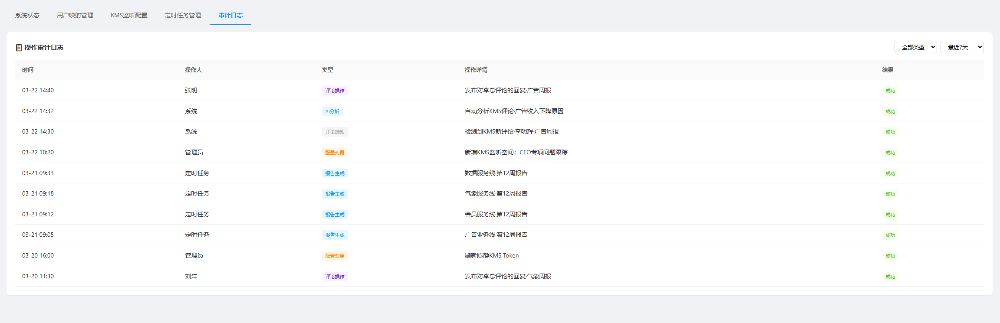 系统状态 用户映射管理 KMS监听配置 定时任务管理 审计日志
操作审计日志 全部类型 最近7天
时间 操作人 类型 操作详情 结果
03-22 14:40 张明 评论操作 发布对李总评论的回复·广告周报 成功
03-22 14:32 系统 AI分析 自动分析KMS评论·广告收入下降原因 成功
03-22 14:30 系统 评论感知 检测到KMS新评论·李明辉·广告周报 成功
03-22 10:20 管理员 配置变更 新增KMS监听空间：CEO专项问题跟踪 成功
03-21 09:33 定时任务 报告生成 数据服务线·第12周报告 成功
03-21 09:18 定时任务 报告生成 气象服务线·第12周报告 成功
03-21 09:12 定时任务 报告生成 会员服务线·第12周报告 成功
03-21 09:05 定时任务 报告生成 广告业务线·第12周报告 成功
03-20 16:00 管理员 配置变更 刷新陈静KMS Token 成功
03-20 11:30 刘洋 评论操作 发布对李总评论的回复·气象周报 成功